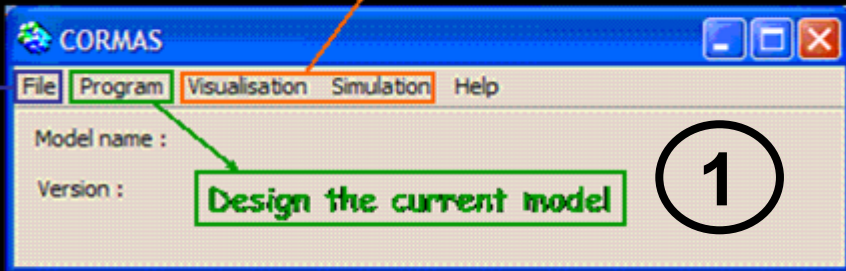 CORMAS
File Program Visualisation Simulation Help
Model name :
Version :
Design the current model
1